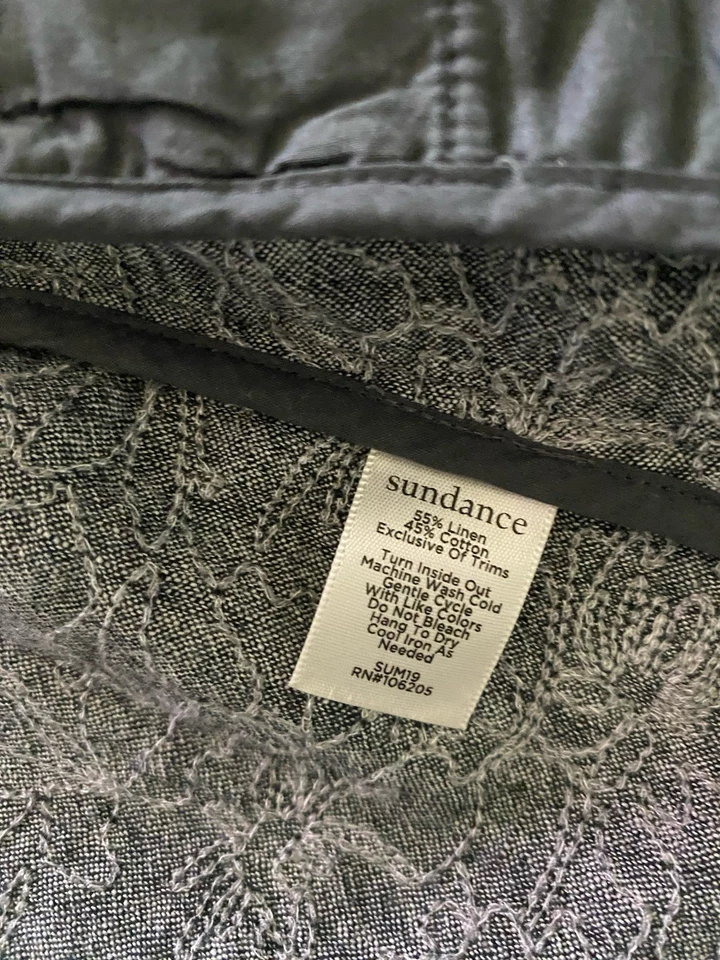 sundance
55% Linen
45% Cotton
Exclusive Of Trims
Turn Inside Out
Machine Wash Cold
Gentle Cycle
With Like Colors
Do Not Bleach
Hang To Dry
Cool Iron As
Needed
SUM19
RN#106205